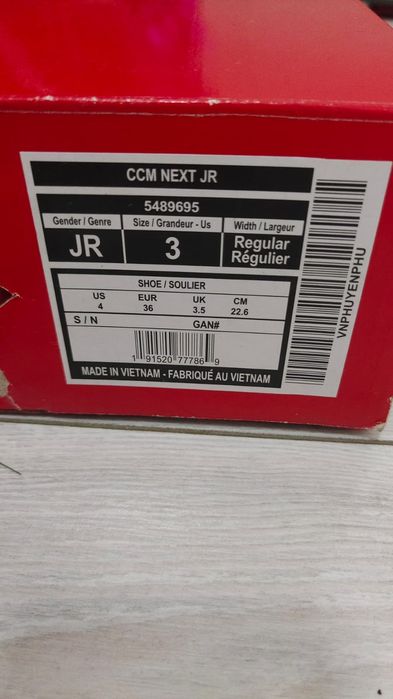 CCM NEXT JR
5489695
Gender / Genre Size / Grandeur - Us Width / Largeur
JR 3 Regular
Régulier
SHOE / SOULIER
US EUR UK CM
4 36 3.5 22.6
S / N GAN#
1 91520 77786 9
MADE IN VIETNAM - FABRIQUÉ AU VIETNAM
VNPHUYENPHU